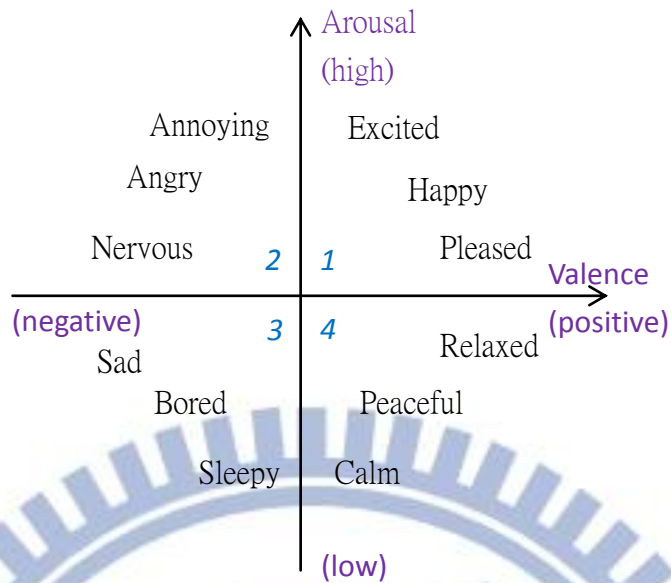 Arousal
(high)
Annoying
Excited
Angry
Happy
Nervous
2
1
Pleased
Valence
(negative)
3
4
(positive)
Sad
Relaxed
Bored
Peaceful
Sleepy
Calm
(low)